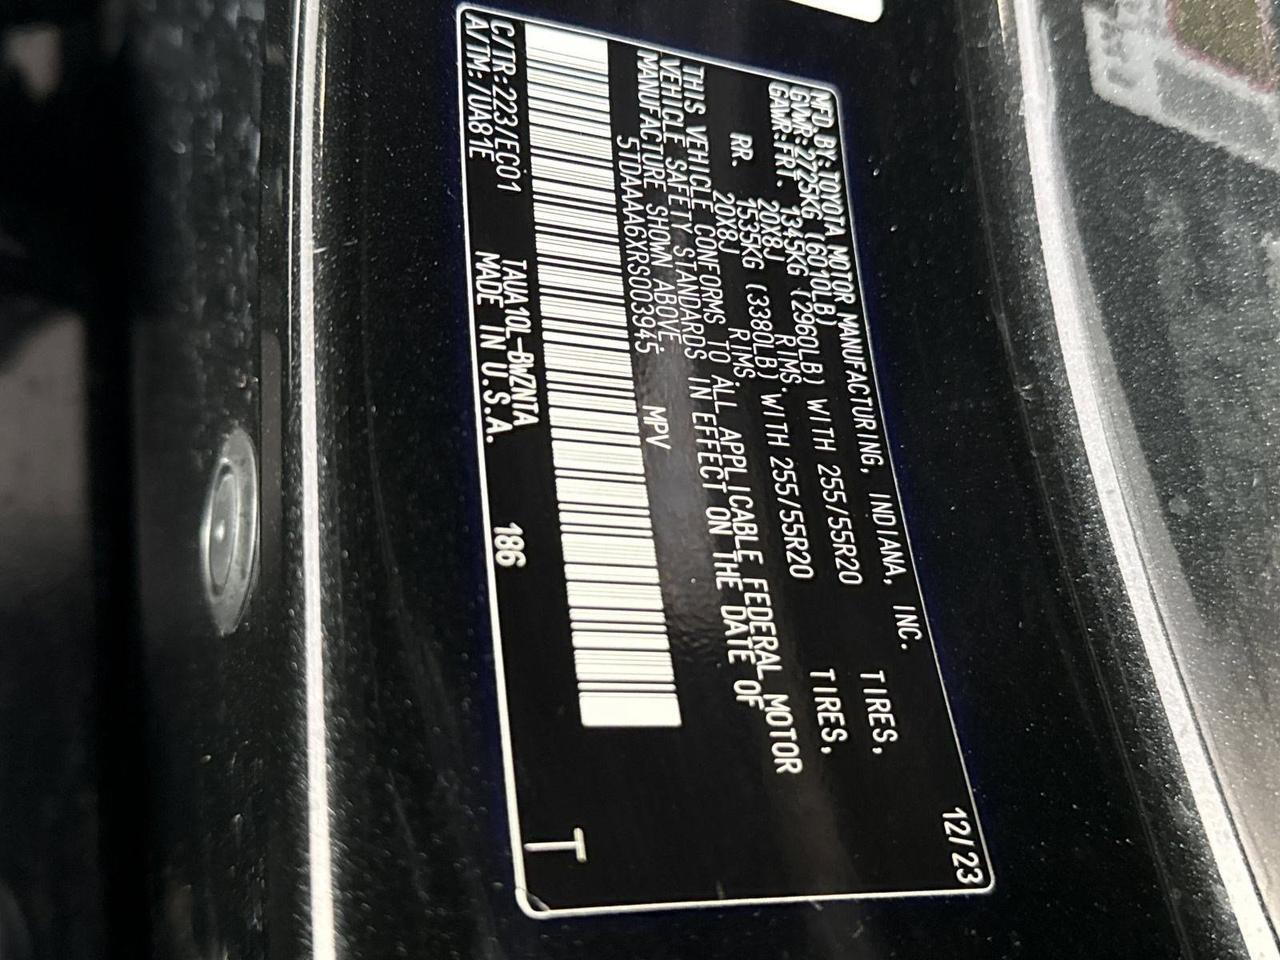 MFD.BY:TOYOTA MOTOR MANUFACTURING, INDIANA, INC. 12/23
GVWR:2725KG (6010LB)
GAWR:FRT. 1345KG (2960LB) WITH 255/55R20 TIRES,
20X8J RIMS.
RR. 1535KG (3380LB) WITH 255/55R20 TIRES,
20X8J RIMS.
THIS VEHICLE CONFORMS TO ALL APPLICABLE FEDERAL MOTOR
VEHICLE SAFETY STANDARDS IN EFFECT ON THE DATE OF
MANUFACTURE SHOWN ABOVE.
5TDAAAA6XRS003945 MPV
C/TR:223/EC01 TAUA10L-BWZNTA 186
A/TM:/UA81E MADE IN U.S.A.
T